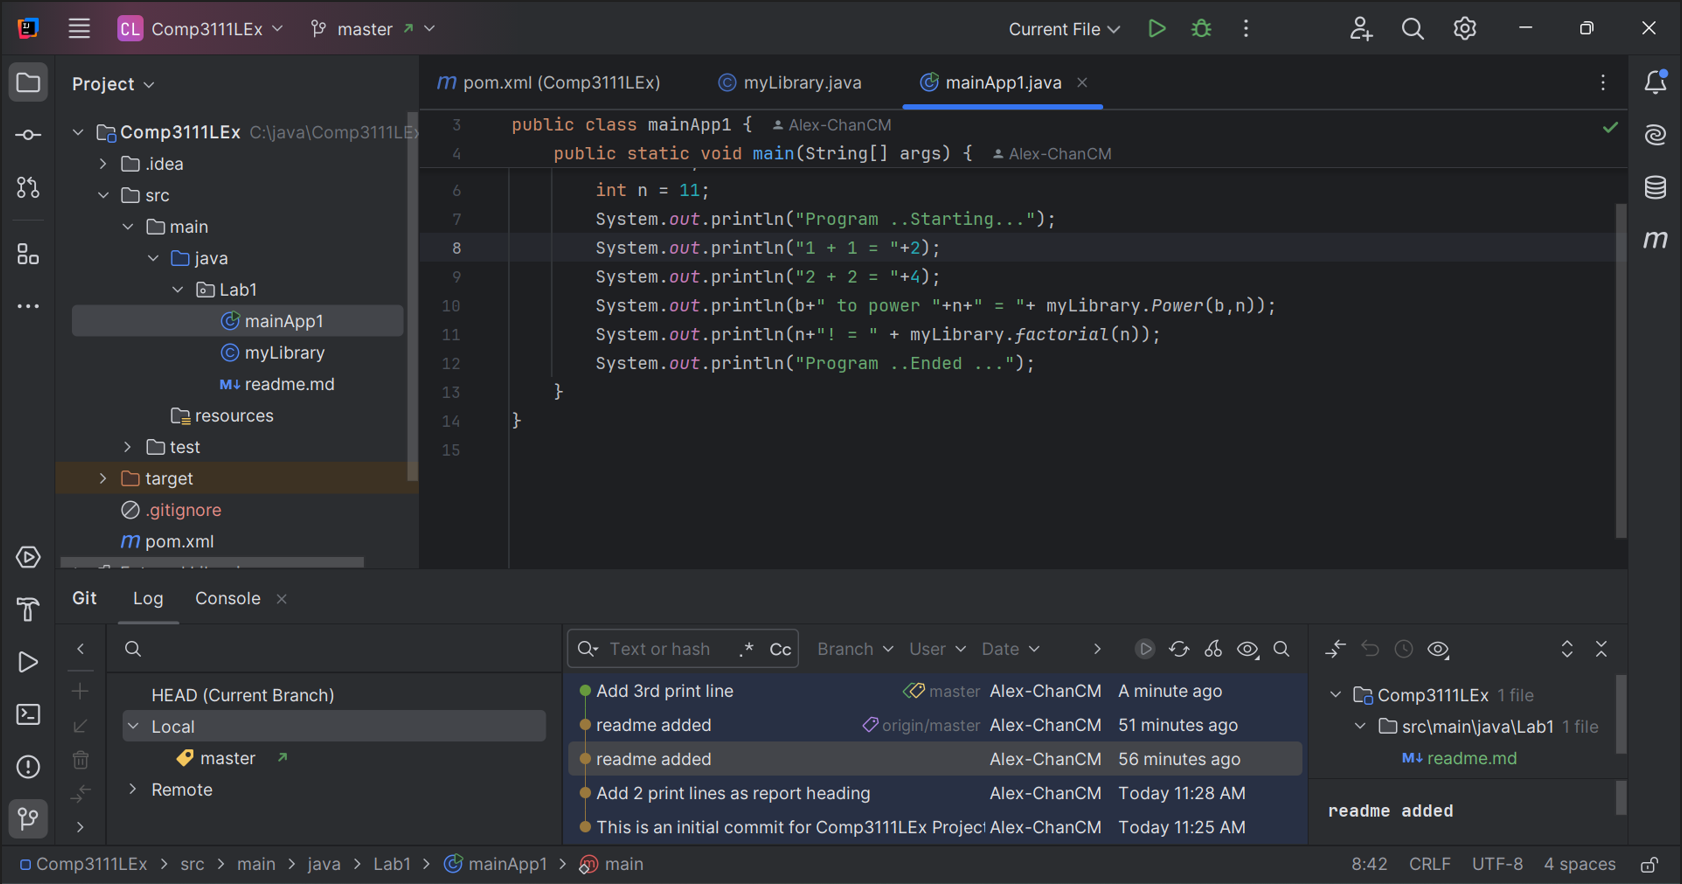 CL Comp3111LEx master Current File
Project
m pom.xml (Comp3111LEx) myLibrary.java mainApp1.java
Comp3111LEx C:\java\Comp3111LEx
.idea
src
main
java
Lab1
mainApp1
myLibrary
M↓ readme.md
resources
test
target
.gitignore
m pom.xml
3 public class mainApp1 { Alex-ChanCM
4 public static void main(String[] args) { Alex-ChanCM
6 int n = 11;
7 System.out.println("Program ..Starting...");
8 System.out.println("1 + 1 = "+2);
9 System.out.println("2 + 2 = "+4);
10 System.out.println(b+" to power "+n+" = "+ myLibrary.Power(b,n));
11 System.out.println(n+"! = " + myLibrary.factorial(n));
12 System.out.println("Program ..Ended ...");
13 }
14 }
15
m
Git Log Console
HEAD (Current Branch)
Local
master
Remote
Text or hash .* Cc Branch User Date
Add 3rd print line master Alex-ChanCM A minute ago
readme added origin/master Alex-ChanCM 51 minutes ago
readme added Alex-ChanCM 56 minutes ago
Add 2 print lines as report heading Alex-ChanCM Today 11:28 AM
This is an initial commit for Comp3111LEx Project Alex-ChanCM Today 11:25 AM
Comp3111LEx 1 file
src\main\java\Lab1 1 file
M↓ readme.md
readme added
Comp3111LEx > src > main > java > Lab1 > mainApp1 > main 8:42 CRLF UTF-8 4 spaces